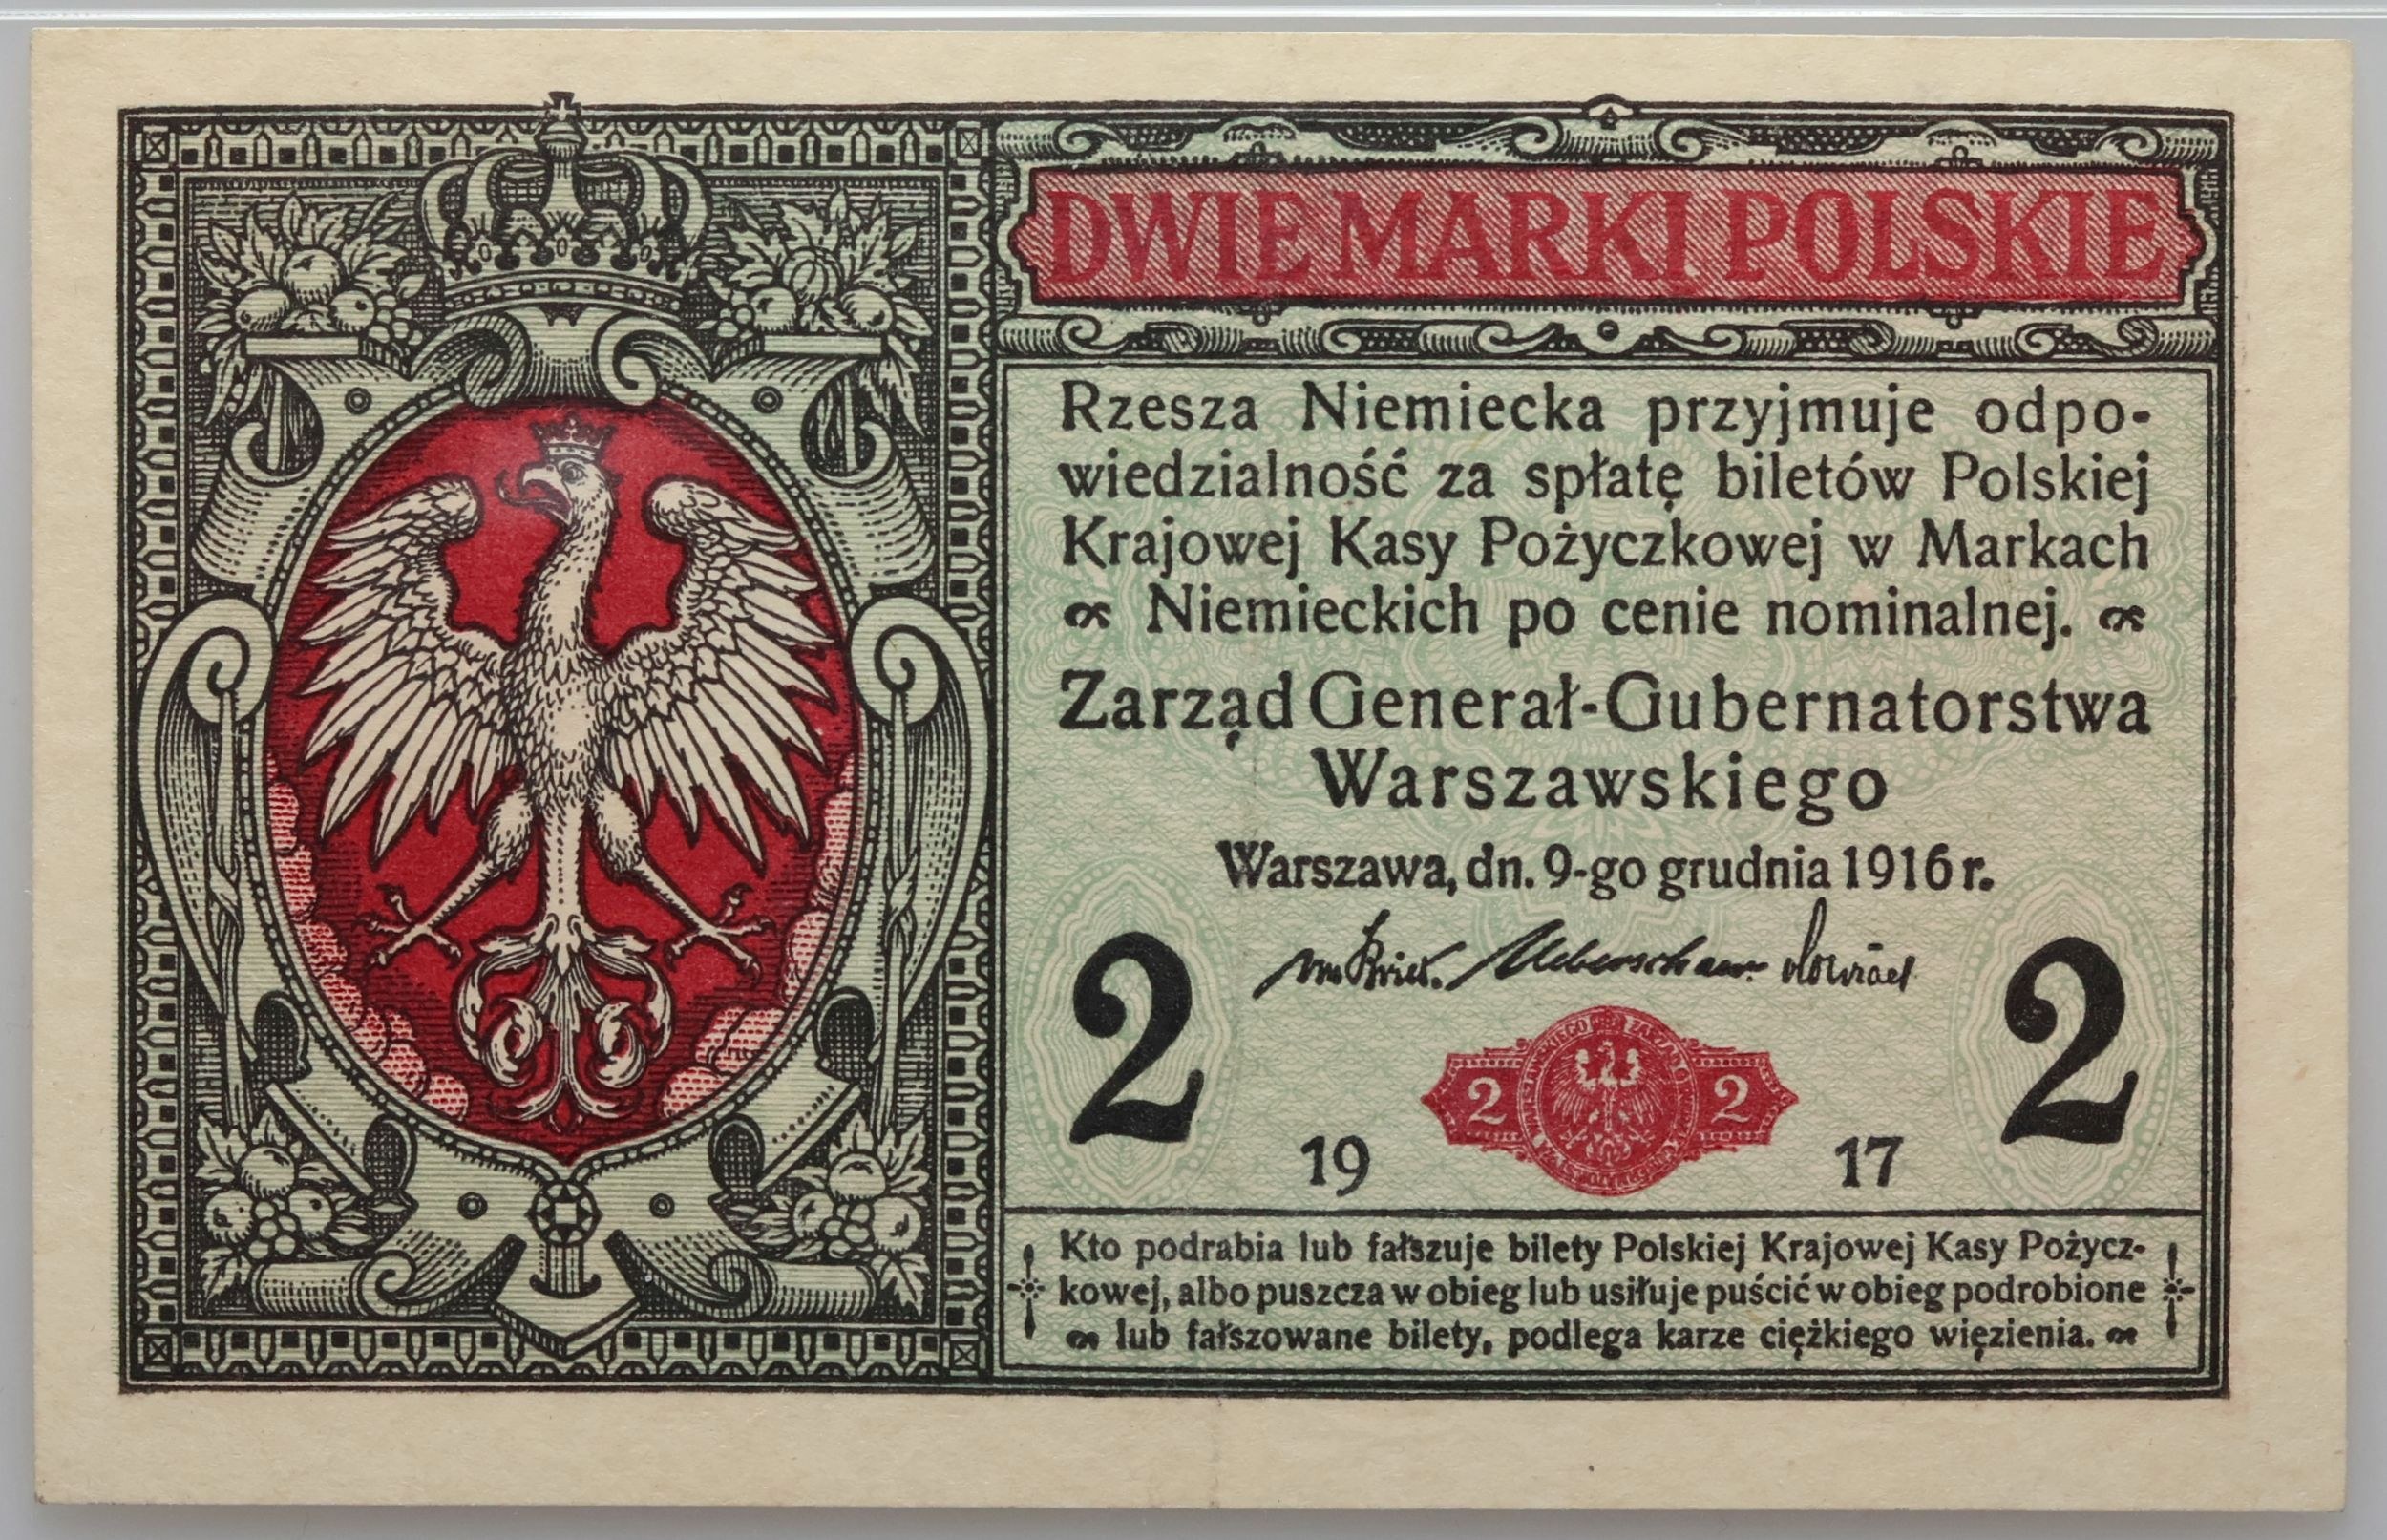 DWIE MARKI POLSKIE
Rzesza Niemiecka przyjmuje odpo-
wiedzialność za spłatę biletów Polskiej
Krajowej Kasy Pożyczkowej w Markach
Niemieckich po cenie nominalnej.
Zarząd Generał-Gubernatorstwa
Warszawskiego
Warszawa, dn. 9-go grudnia 1916 r.
2 2
2 2
19 17
Kto podrabia lub fałszuje bilety Polskiej Krajowej Kasy Pożycz-
kowej, albo puszcza w obieg lub usiłuje puścić w obieg podrobione
lub fałszowane bilety, podlega karze ciężkiego więzienia.